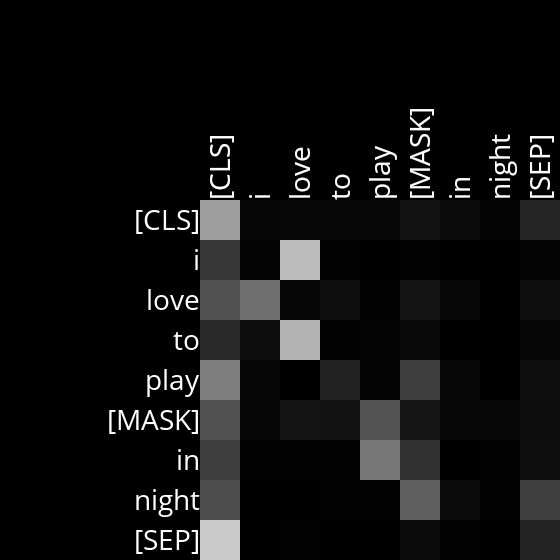 [CLS] i love to play [MASK] in night [SEP]
[CLS]
i
love
to
play
[MASK]
in
night
[SEP]